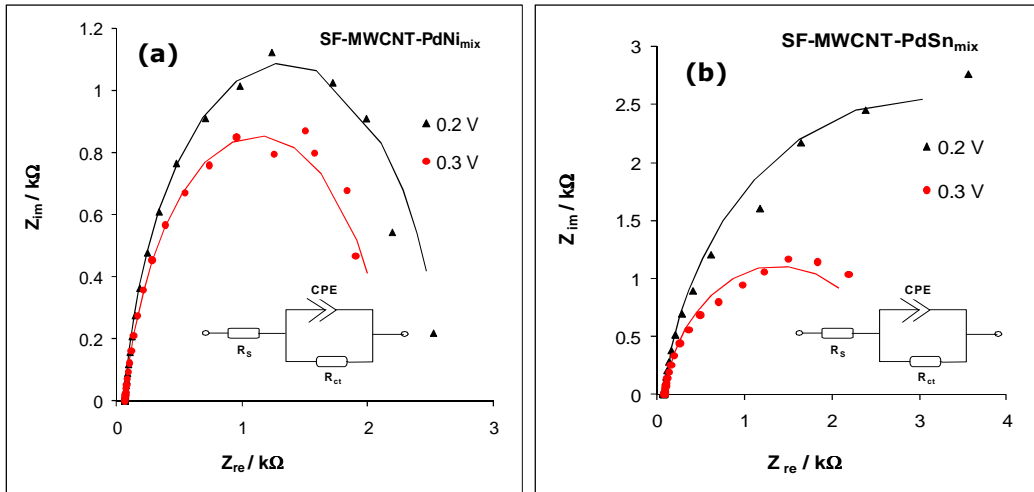 (a)
SF-MWCNT-PdNimix
1.2
1
0.8
0.6
0.4
0.2
0
0.2 V
0.3 V
CPE
RS
Rct
0
1
2
3
Zim / kΩ
Zre / kΩ
(b)
SF-MWCNT-PdSnmix
3
2.5
2
1.5
1
0.5
0
0.2 V
0.3 V
CPE
RS
Rct
0
1
2
3
4
Z im / kΩ
Z re / kΩ